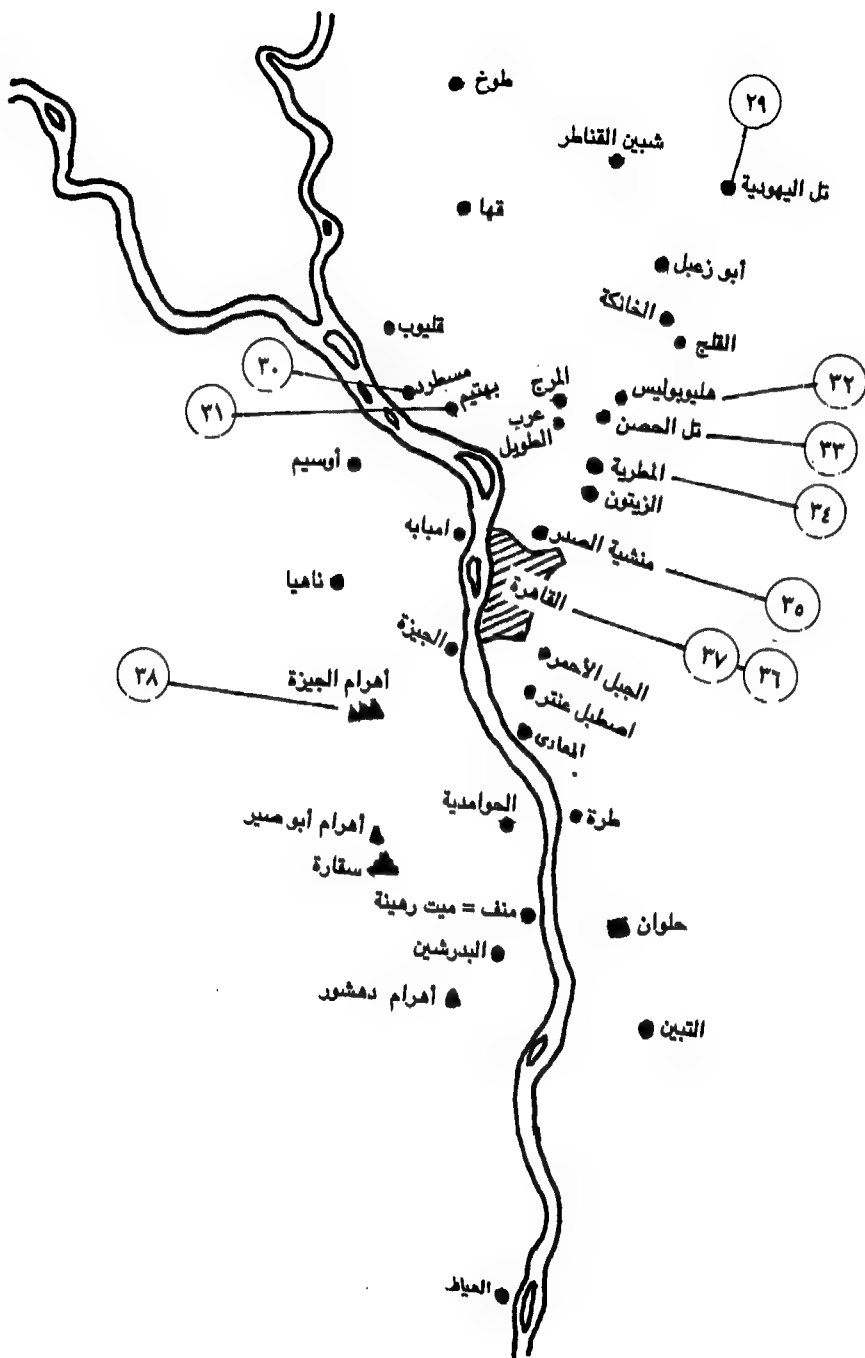 طوخ
٢٩
شبين القناطر
تل اليهودية
قها
أبو زعبل
الخانكة
قليوب
القلج
٣٠
مسطرد
المرج
هليوبوليس
٣٢
٣١
بهتيم
عرب
الطويل
تل الحصن
٣٣
أوسيم
المطرية
٣٤
الزيتون
امبابه
منشية الصدر
٣٥
ناهيا
القاهرة
٣٧
٣٦
الجيزة
الجبل الأحمر
٣٨
أهرام الجيزة
اصطبل عنتر
المعادى
الحوامدية
طرة
أهرام أبو صير
سقارة
منف = ميت رهينة
حلوان
البدرشين
أهرام دهشور
التبين
العياط